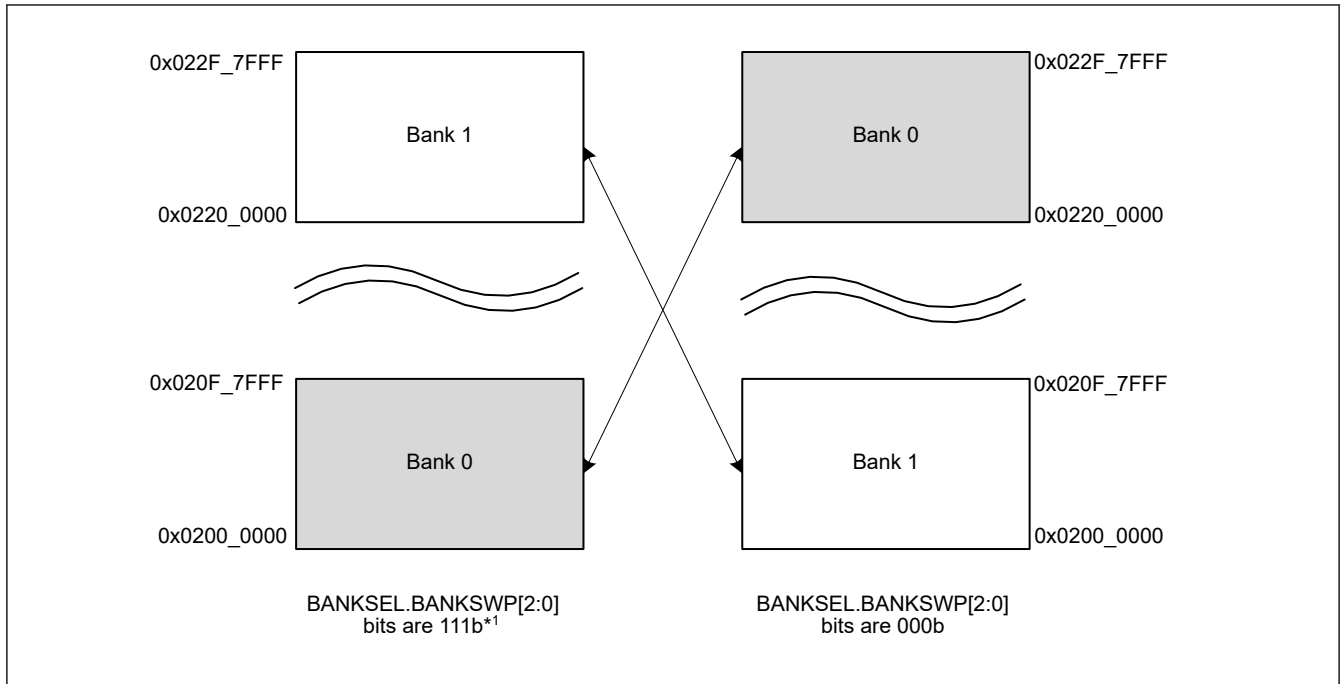 0x022F_7FFF
Bank 1
0x0220_0000
0x022F_7FFF
Bank 0
0x0220_0000
0x020F_7FFF
Bank 0
0x0200_0000
0x020F_7FFF
Bank 1
0x0200_0000
BANKSEL.BANKSWP[2:0]
bits are 111b*1
BANKSEL.BANKSWP[2:0]
bits are 000b